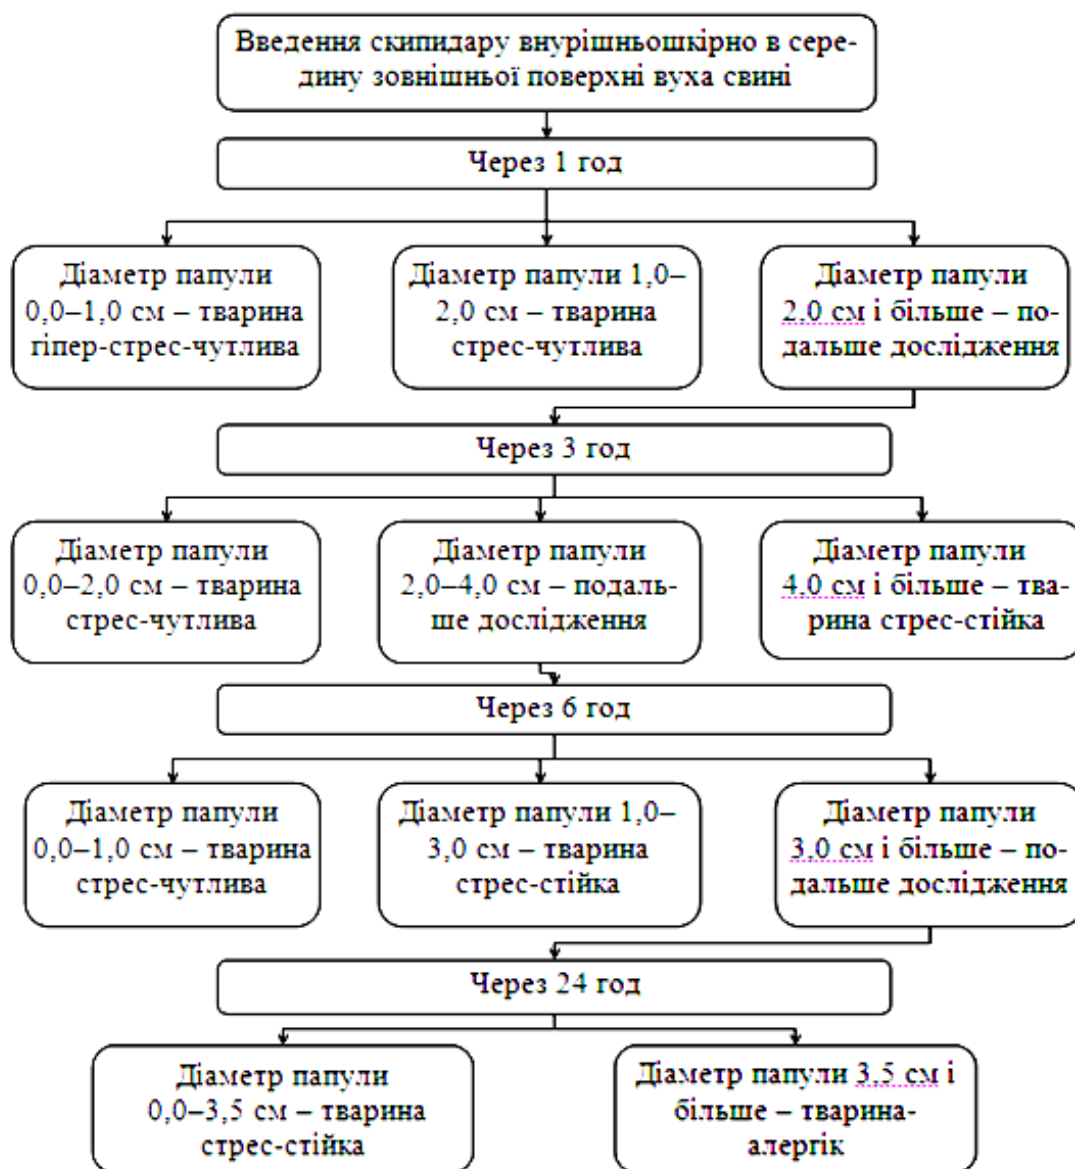 Введення скипидару внурішньошкірно в сере-
дину зовнішньої поверхні вуха свині
Через 1 год
Діаметр папули
0,0–1,0 см – тварина
гіпер-стрес-чутлива
Діаметр папули 1,0–
2,0 см – тварина
стрес-чутлива
Діаметр папули
2,0 см і більше – по-
дальше дослідження
Через 3 год
Діаметр папули
0,0–2,0 см – тварина
стрес-чутлива
Діаметр папули
2,0–4,0 см – подаль-
ше дослідження
Діаметр папули
4,0 см і більше – тва-
рина стрес-стійка
Через 6 год
Діаметр папули
0,0–1,0 см – тварина
стрес-чутлива
Діаметр папули 1,0–
3,0 см – тварина
стрес-стійка
Діаметр папули
3,0 см і більше – по-
дальше дослідження
Через 24 год
Діаметр папули
0,0–3,5 см – тварина
стрес-стійка
Діаметр папули 3,5 см і
більше – тварина-
алергік